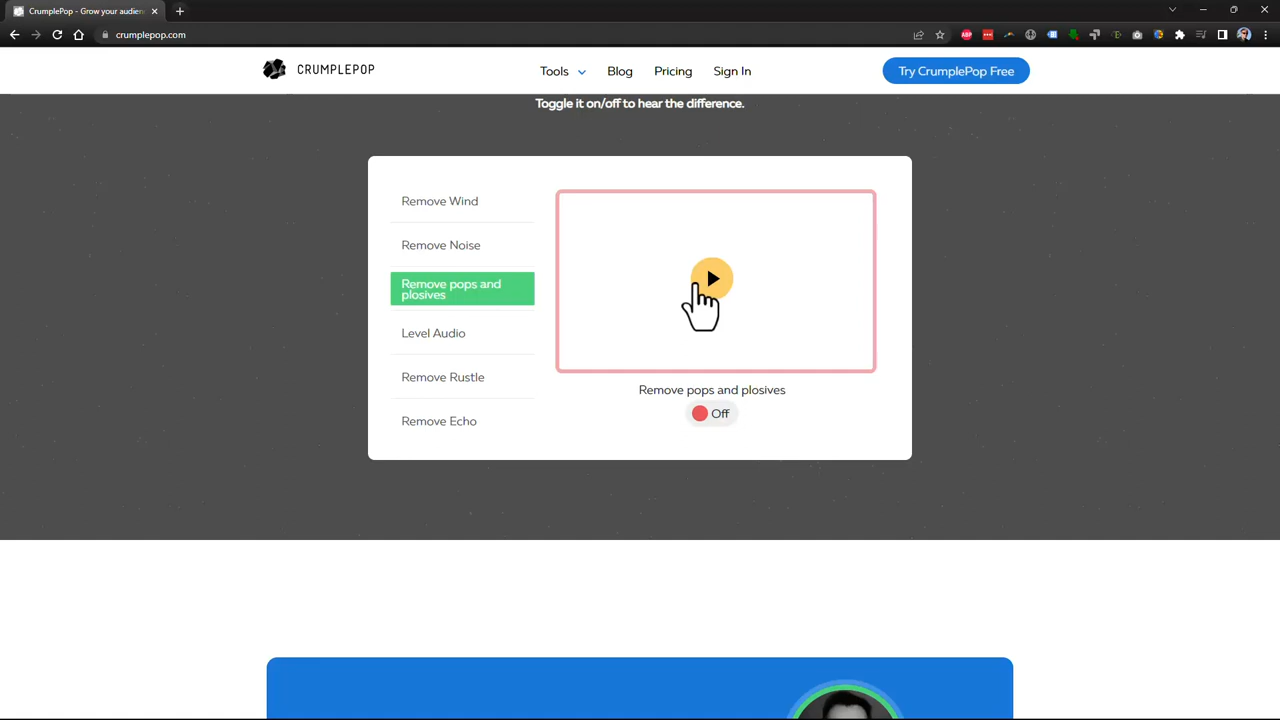 CrumplePop - Grow your audien
crumplepop.com
CRUMPLEPOP
Tools
Blog
Pricing
Sign In
Try CrumplePop Free
Toggle it on/off to hear the difference.
Remove Wind
Remove Noise
Remove pops and
plosives
Level Audio
Remove Rustle
Remove Echo
Remove pops and plosives
Off